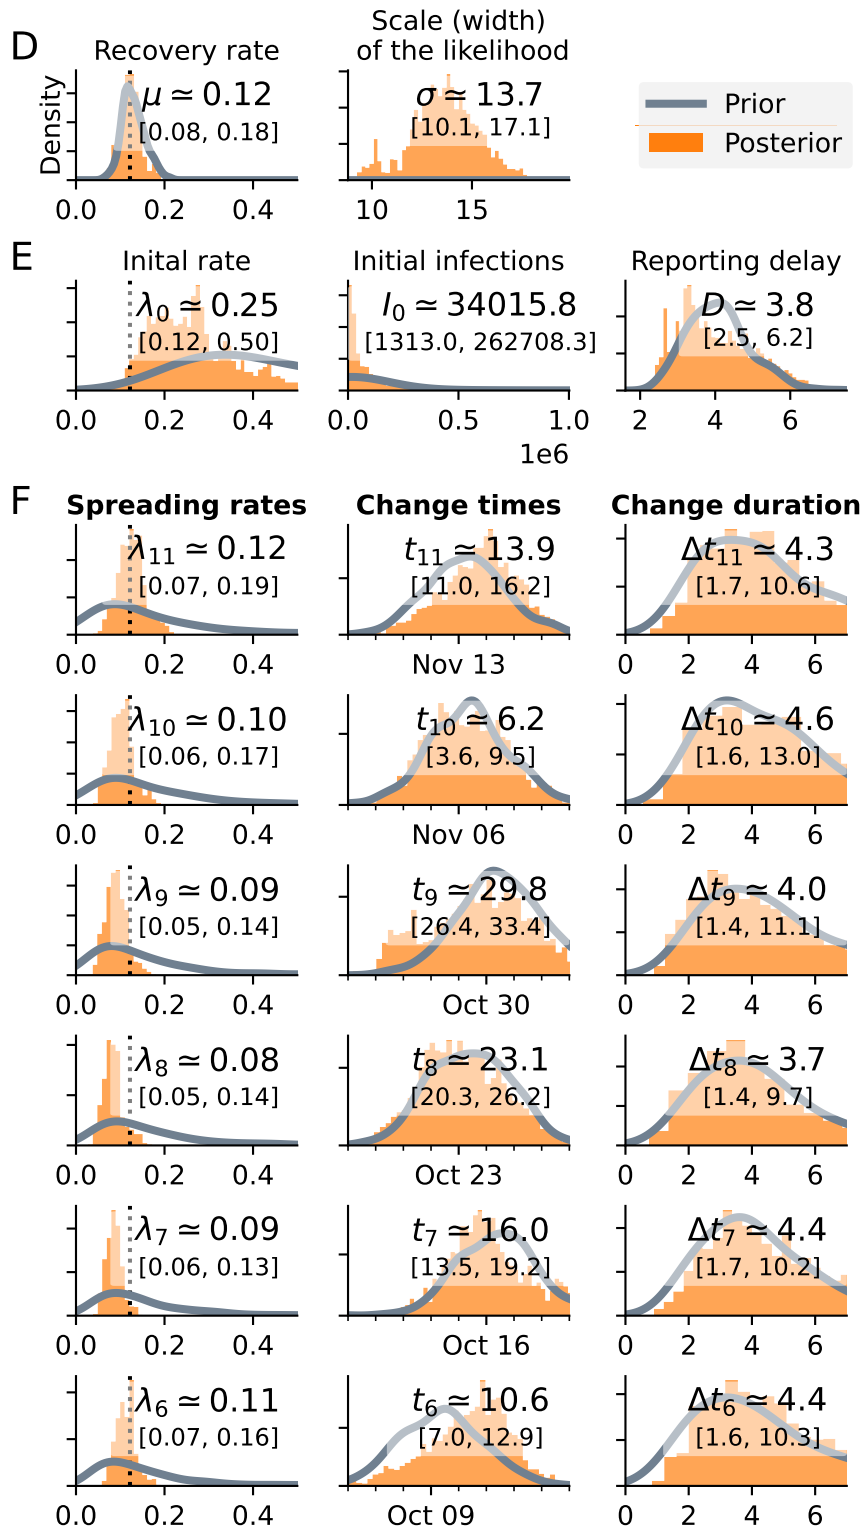 D
Recovery rate
Scale (width)
of the likelihood
Density
μ ≃ 0.12
[0.08, 0.18]
σ ≃ 13.7
[10.1, 17.1]
Prior
Posterior
0.0 0.2 0.4
10 15
E
Inital rate
Initial infections
Reporting delay
λ0 ≃ 0.25
[0.12, 0.50]
I0 ≃ 34015.8
[1313.0, 262708.3]
D ≃ 3.8
[2.5, 6.2]
0.0 0.2 0.4
0.0 0.5 1.0
1e6
2 4 6
F
Spreading rates
Change times
Change duration
λ11 ≃ 0.12
[0.07, 0.19]
t11 ≃ 13.9
[11.0, 16.2]
Δt11 ≃ 4.3
[1.7, 10.6]
0.0 0.2 0.4
Nov 13
0 2 4 6
λ10 ≃ 0.10
[0.06, 0.17]
t10 ≃ 6.2
[3.6, 9.5]
Δt10 ≃ 4.6
[1.6, 13.0]
0.0 0.2 0.4
Nov 06
0 2 4 6
λ9 ≃ 0.09
[0.05, 0.14]
t9 ≃ 29.8
[26.4, 33.4]
Δt9 ≃ 4.0
[1.4, 11.1]
0.0 0.2 0.4
Oct 30
0 2 4 6
λ8 ≃ 0.08
[0.05, 0.14]
t8 ≃ 23.1
[20.3, 26.2]
Δt8 ≃ 3.7
[1.4, 9.7]
0.0 0.2 0.4
Oct 23
0 2 4 6
λ7 ≃ 0.09
[0.06, 0.13]
t7 ≃ 16.0
[13.5, 19.2]
Δt7 ≃ 4.4
[1.7, 10.2]
0.0 0.2 0.4
Oct 16
0 2 4 6
λ6 ≃ 0.11
[0.07, 0.16]
t6 ≃ 10.6
[7.0, 12.9]
Δt6 ≃ 4.4
[1.6, 10.3]
0.0 0.2 0.4
Oct 09
0 2 4 6